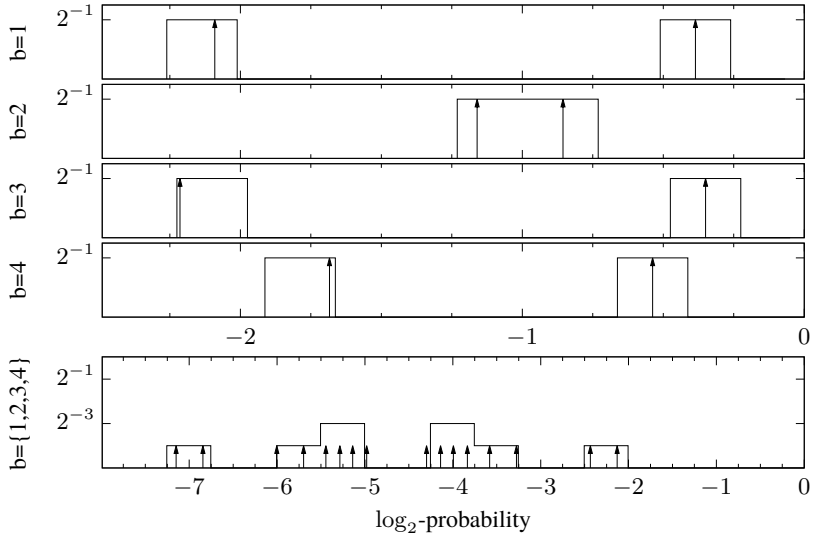 b=1
2⁻¹
b=2
2⁻¹
b=3
2⁻¹
b=4
2⁻¹
−2 −1 0
b={1,2,3,4}
2⁻¹
2⁻³
−7 −6 −5 −4 −3 −2 −1 0
log₂-probability